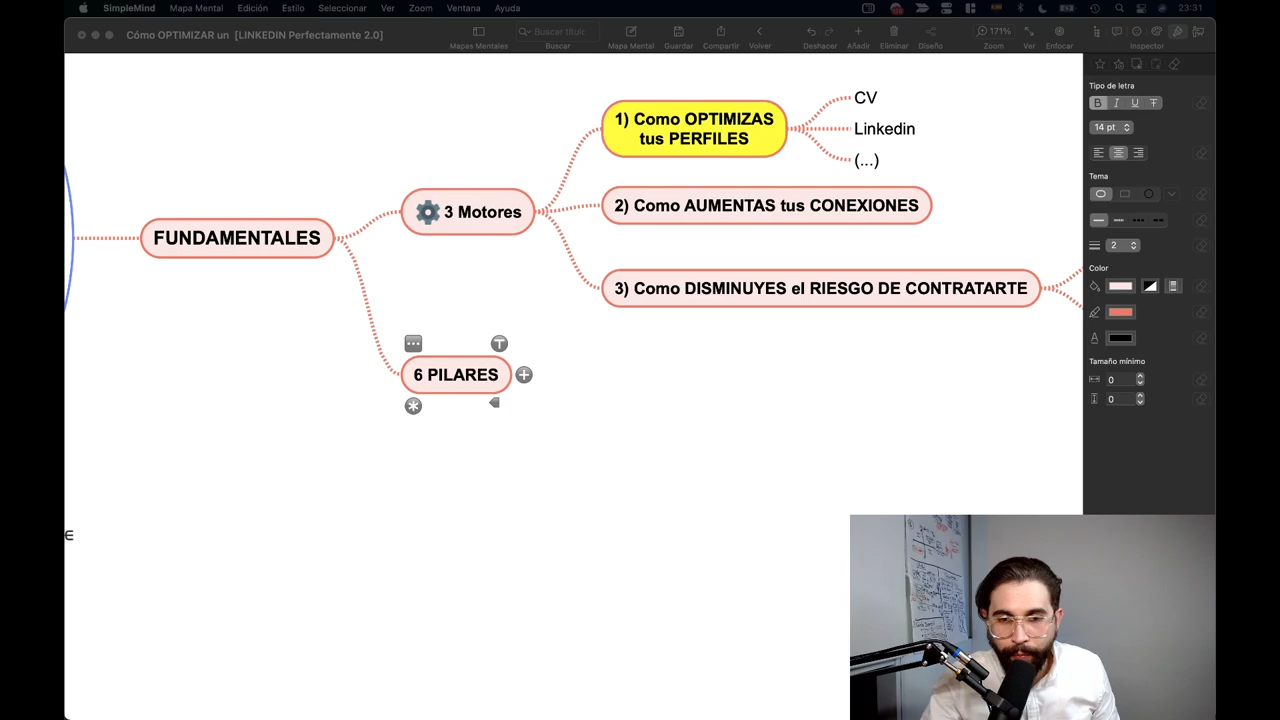 SimpleMind Mapa Mental Edición Estilo Seleccionar Ver Zoom Ventana Ayuda 23:31
Cómo OPTIMIZAR un [LINKEDIN Perfectamente 2.0]
Buscar título
171%
Mapas Mentales Buscar Mapa Mental Guardar Compartir Volver Deshacer Añadir Eliminar Diseño Zoom Ver Enfocar Inspector
FUNDAMENTALES
3 Motores
1) Como OPTIMIZAS
tus PERFILES
CV
Linkedin
(...)
2) Como AUMENTAS tus CONEXIONES
3) Como DISMINUYES el RIESGO DE CONTRATARTE
6 PILARES
Tipo de letra
B I U T
14 pt
Tema
2
Color
A
Tamaño mínimo
0
0